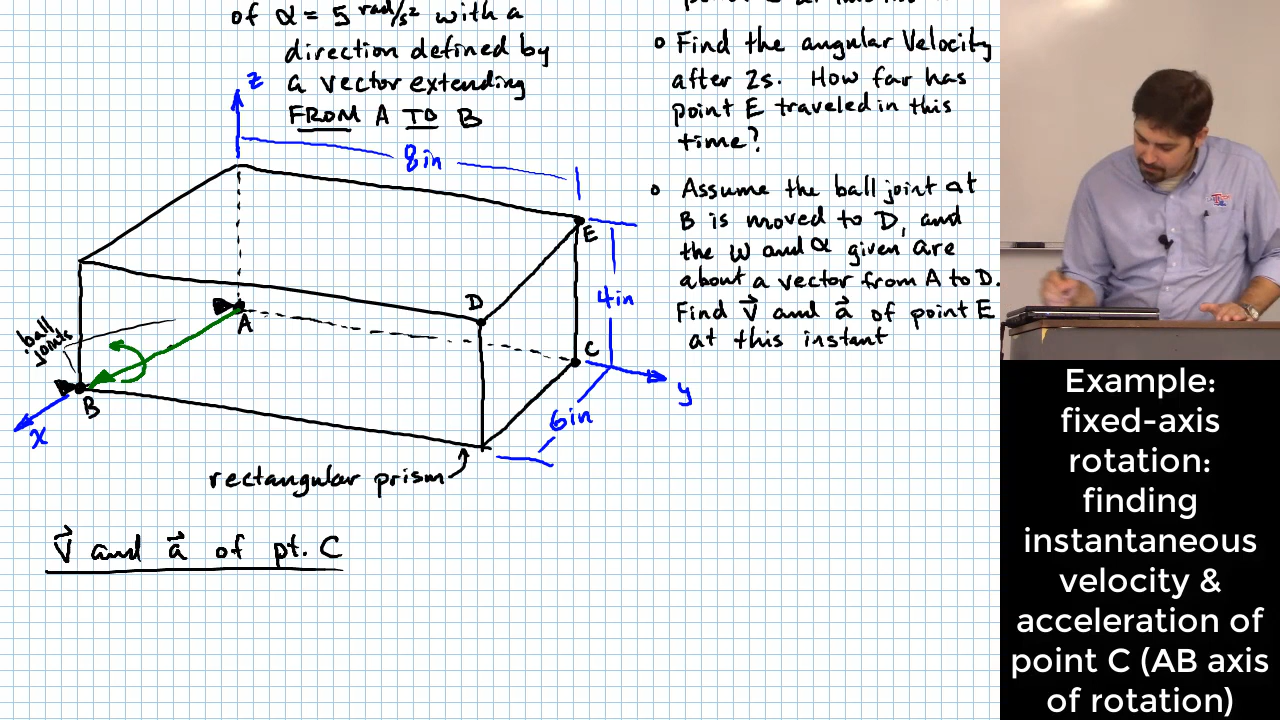 of α = 5 rad/s² with a
direction defined by
a vector extending
FROM A TO B
z
8in
E
D
4in
A
C
ball
joints
B
x
y
6in
rectangular prism
V⃗ and a⃗ of pt. C
o Find the angular Velocity
after 2s. How far has
point E traveled in this
time?
o Assume the ball joint at
B is moved to D, and
the ω and α given are
about a vector from A to D.
Find V⃗ and a⃗ of point E
at this instant
Example:
fixed-axis
rotation:
finding
instantaneous
velocity &
acceleration of
point C (AB axis
of rotation)